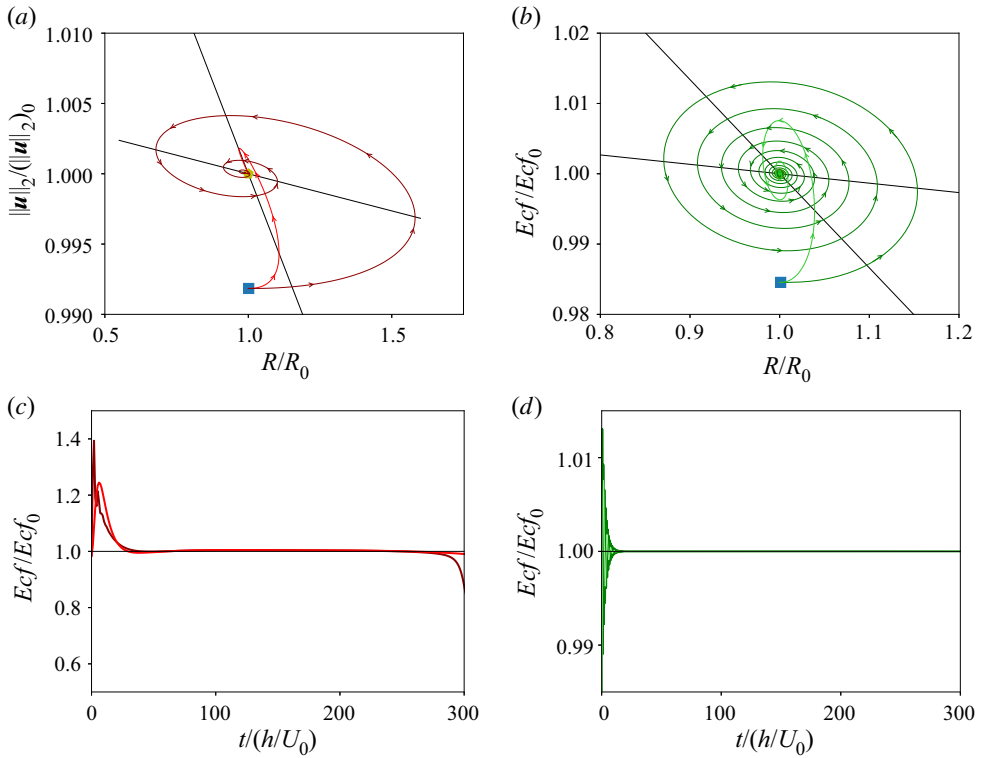 (a)
1.010
1.005
1.000
0.995
0.990
0.5
1.0
1.5
||u||₂/(||u||₂)₀
R/R₀
(b)
1.02
1.01
1.00
0.99
0.98
0.8
0.9
1.0
1.1
1.2
Ecf/Ecf₀
R/R₀
(c)
1.4
1.2
1.0
0.8
0.6
0
100
200
300
Ecf/Ecf₀
t/(h/U₀)
(d)
1.01
1.00
0.99
0
100
200
300
Ecf/Ecf₀
t/(h/U₀)